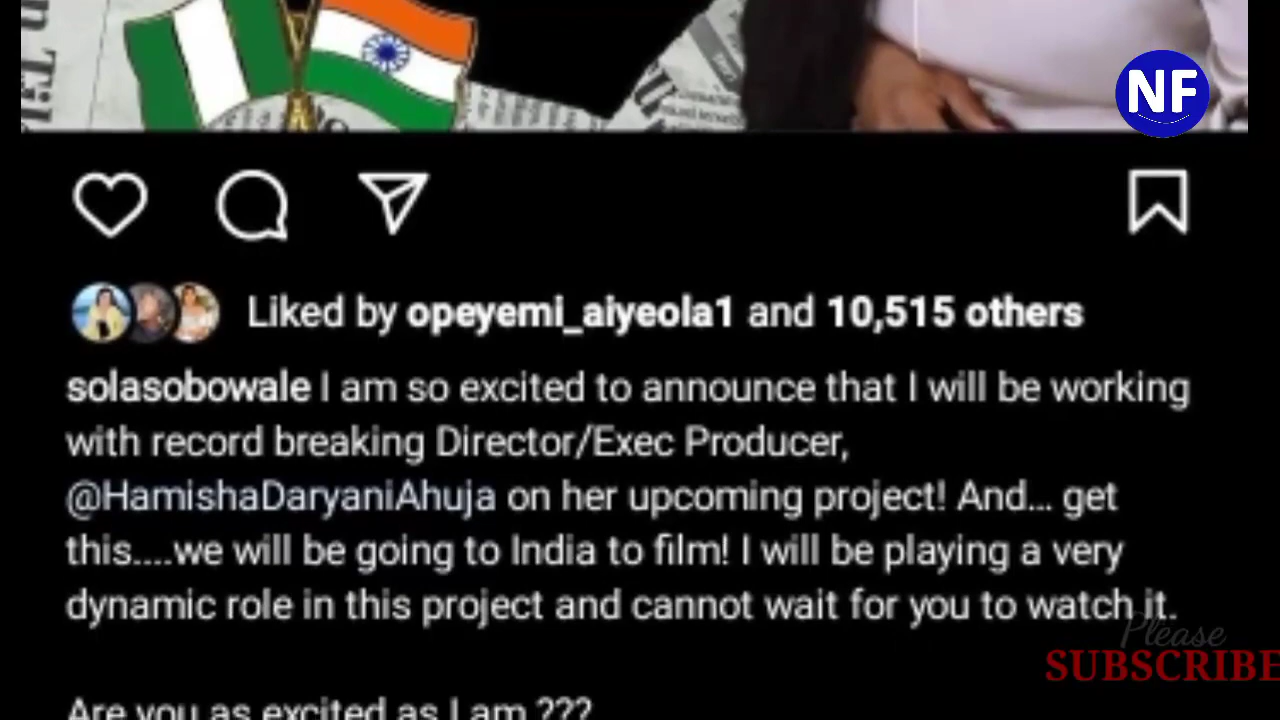 NF
Liked by opeyemi_aiyeola1 and 10,515 others
solasobowale I am so excited to announce that I will be working
with record breaking Director/Exec Producer,
@HamishaDaryaniAhuja on her upcoming project! And... get
this....we will be going to India to film! I will be playing a very
dynamic role in this project and cannot wait for you to watch it.
Please
SUBSCRIBE
Are you as excited as I am ???